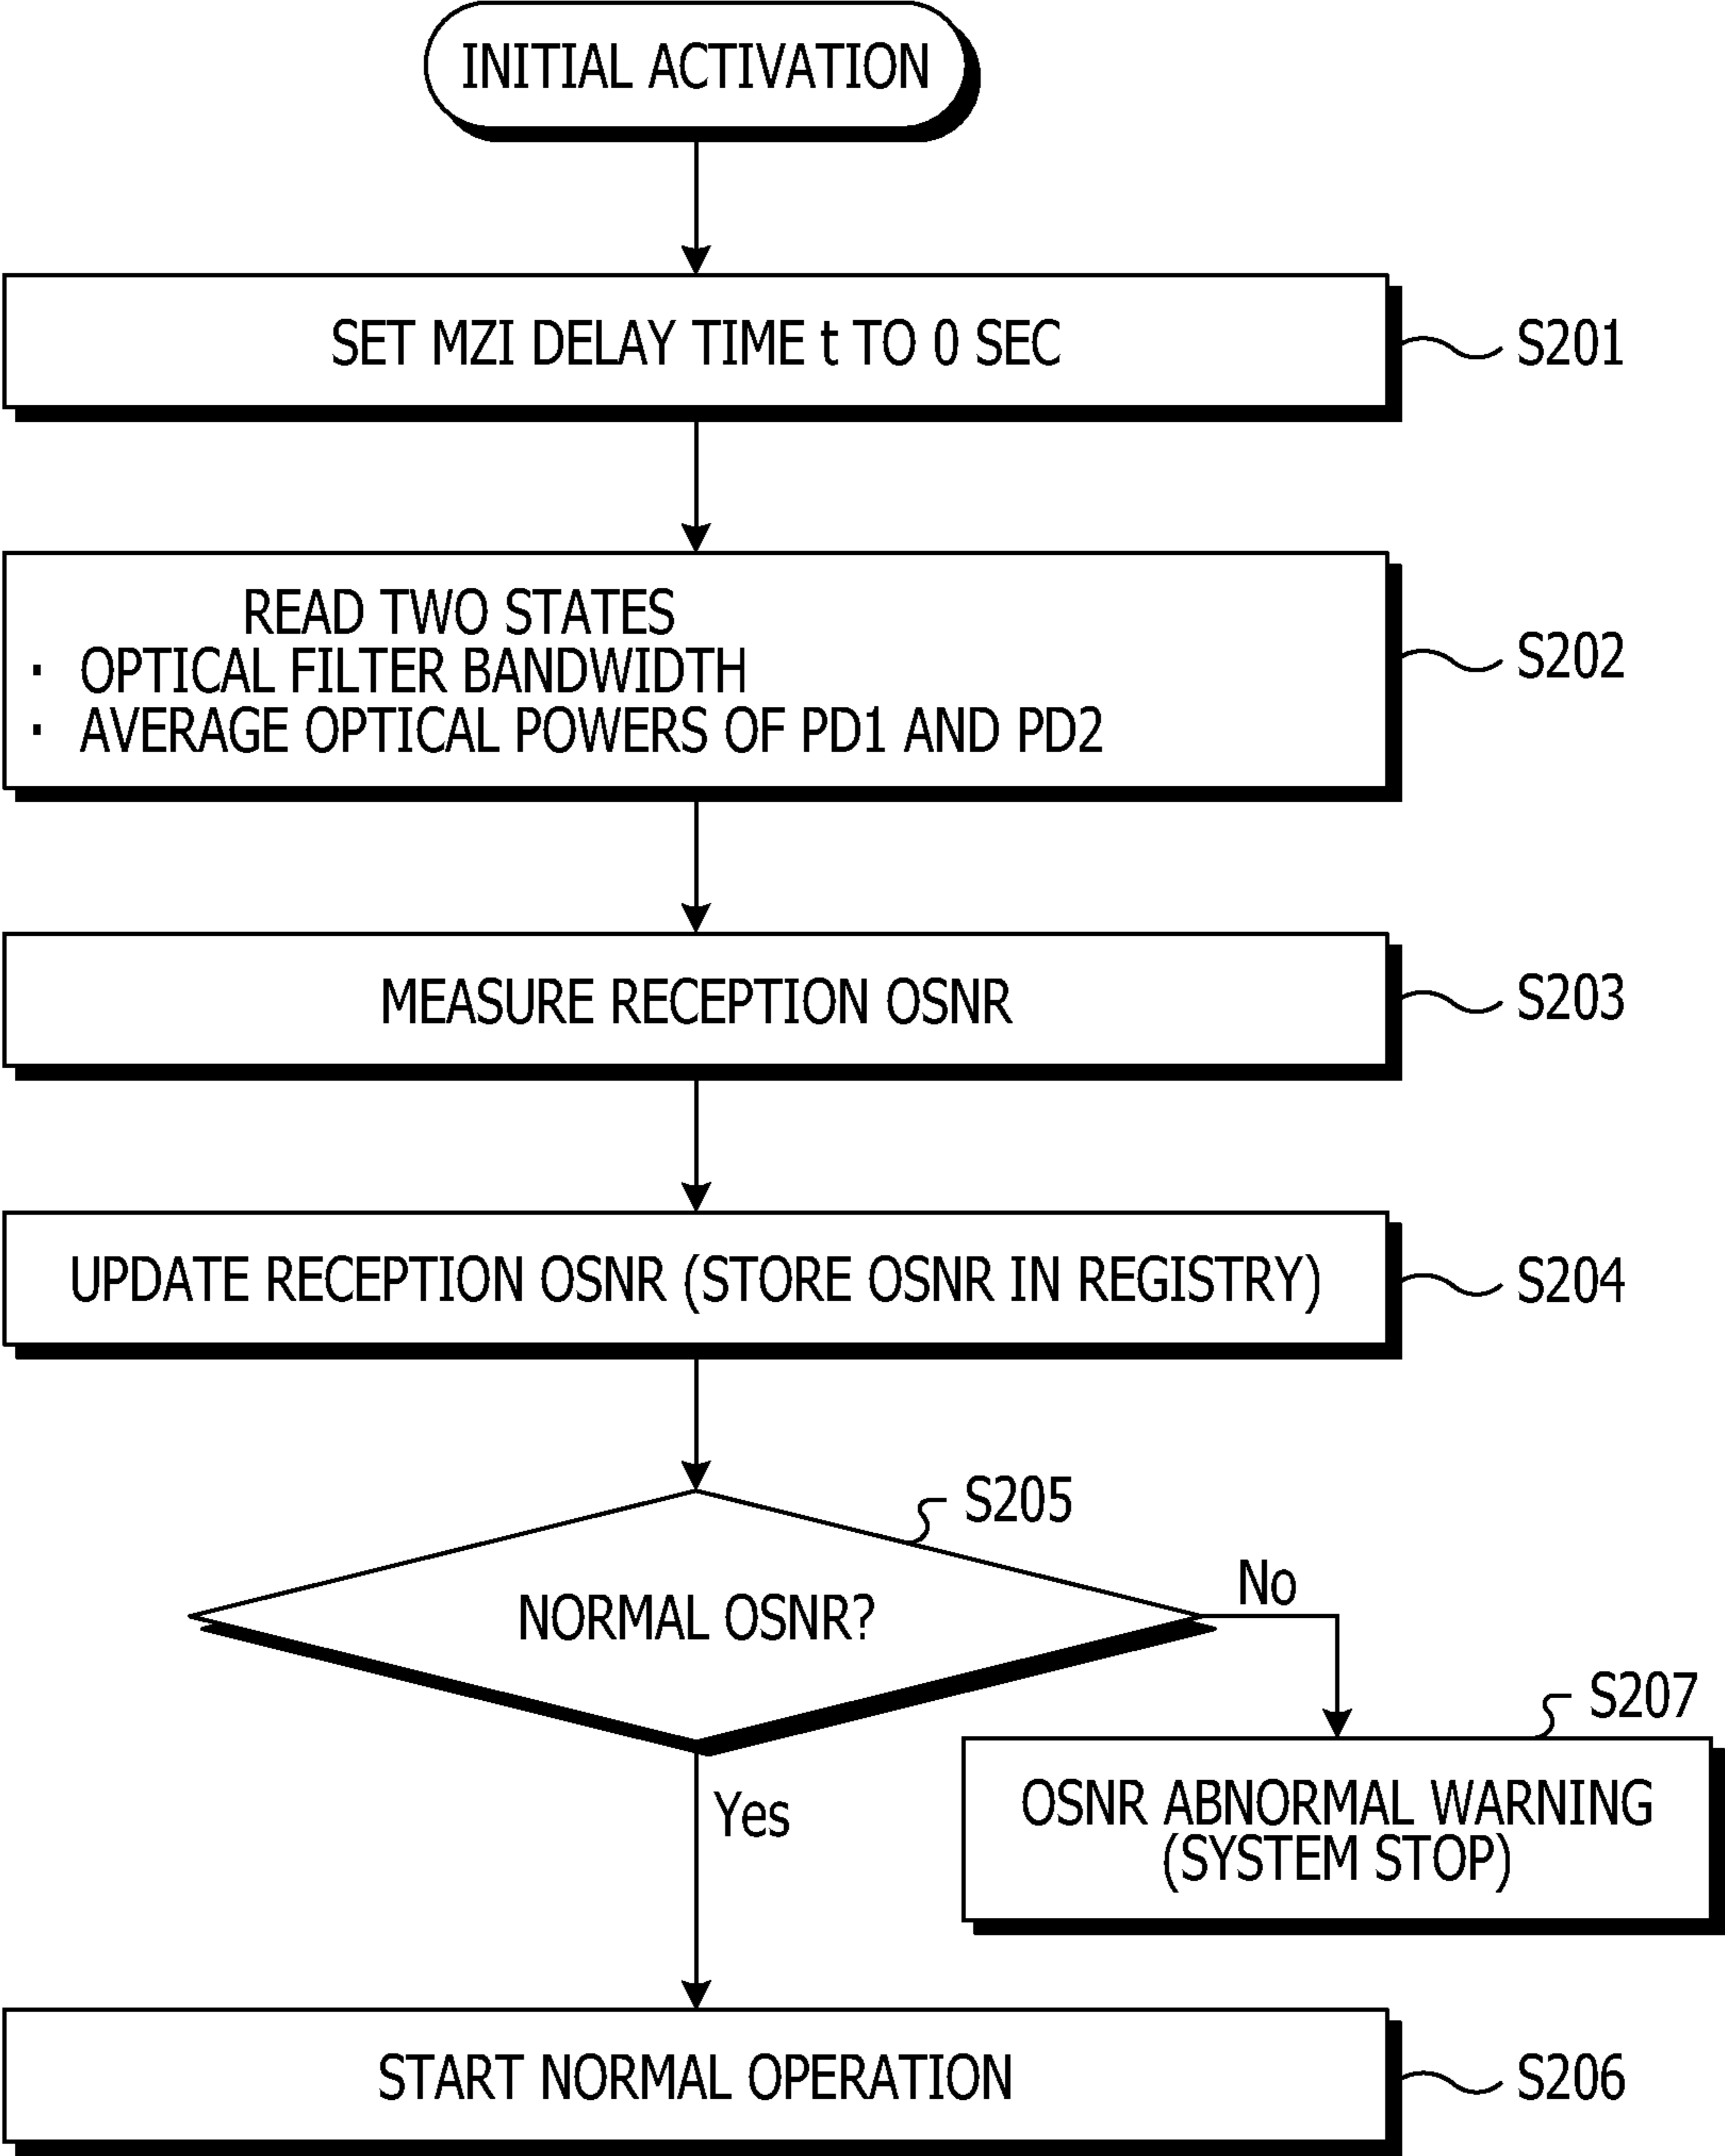 INITIAL ACTIVATION
SET MZI DELAY TIME t TO 0 SEC
S201
READ TWO STATES
· OPTICAL FILTER BANDWIDTH
· AVERAGE OPTICAL POWERS OF PD1 AND PD2
S202
MEASURE RECEPTION OSNR
S203
UPDATE RECEPTION OSNR (STORE OSNR IN REGISTRY)
S204
S205
NORMAL OSNR?
No
S207
OSNR ABNORMAL WARNING
(SYSTEM STOP)
Yes
START NORMAL OPERATION
S206